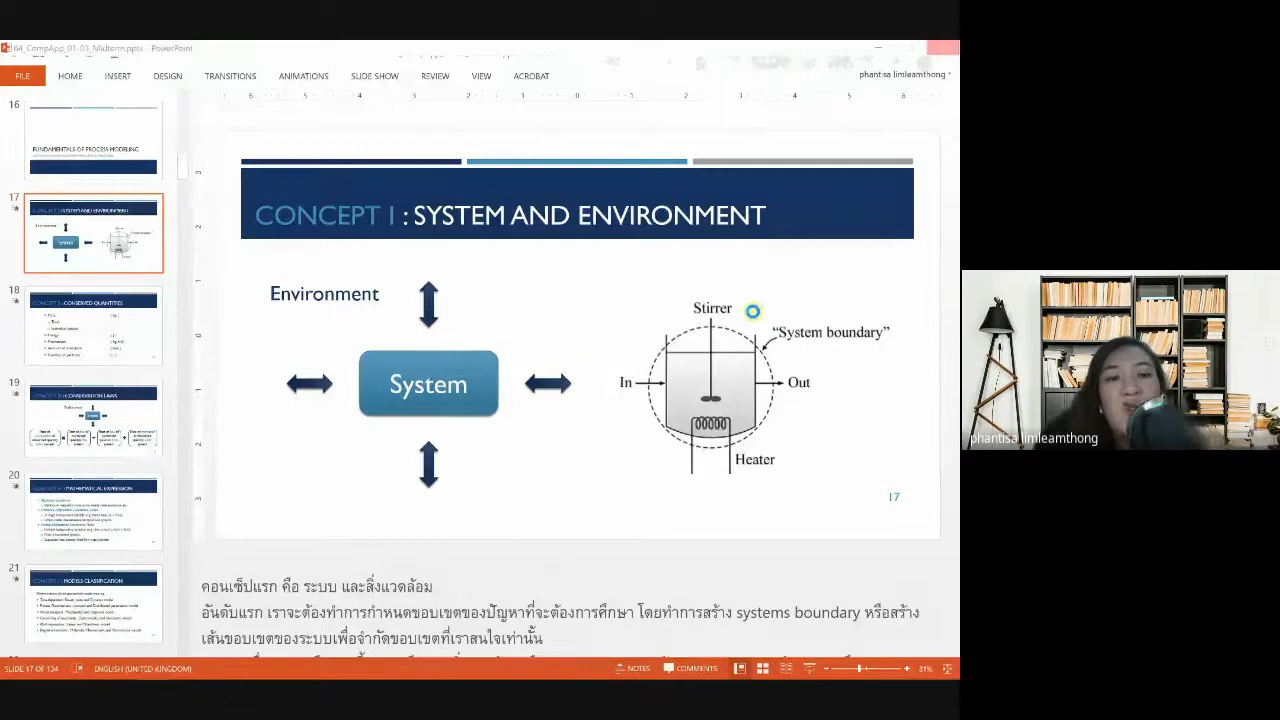 64_CompApp_01-03_Midterm.pptx - PowerPoint
FILE HOME INSERT DESIGN TRANSITIONS ANIMATIONS SLIDE SHOW REVIEW VIEW ACROBAT
phantisa limleamthong
16
FUNDAMENTALS OF PROCESS MODELING
17
18
CONSERVED QUANTITIES
19
CONSERVATION LAWS
20
MATHEMATICAL EXPRESSION
21
MODELS CLASSIFICATION
CONCEPT I : SYSTEM AND ENVIRONMENT
Environment
System
Stirrer
"System boundary"
In
Out
Heater
17
คอนเซ็ปแรก คือ ระบบ และสิ่งแวดล้อม
อันดับแรก เราจะต้องทำการกำหนดขอบเขตของปัญหาที่จะต้องการศึกษา โดยทำการสร้าง systems boundary หรือสร้าง
เส้นขอบเขตของระบบเพื่อจำกัดขอบเขตที่เราสนใจเท่านั้น
SLIDE 17 OF 134 ENGLISH (UNITED KINGDOM) NOTES COMMENTS 81%
phantisa limleamthong